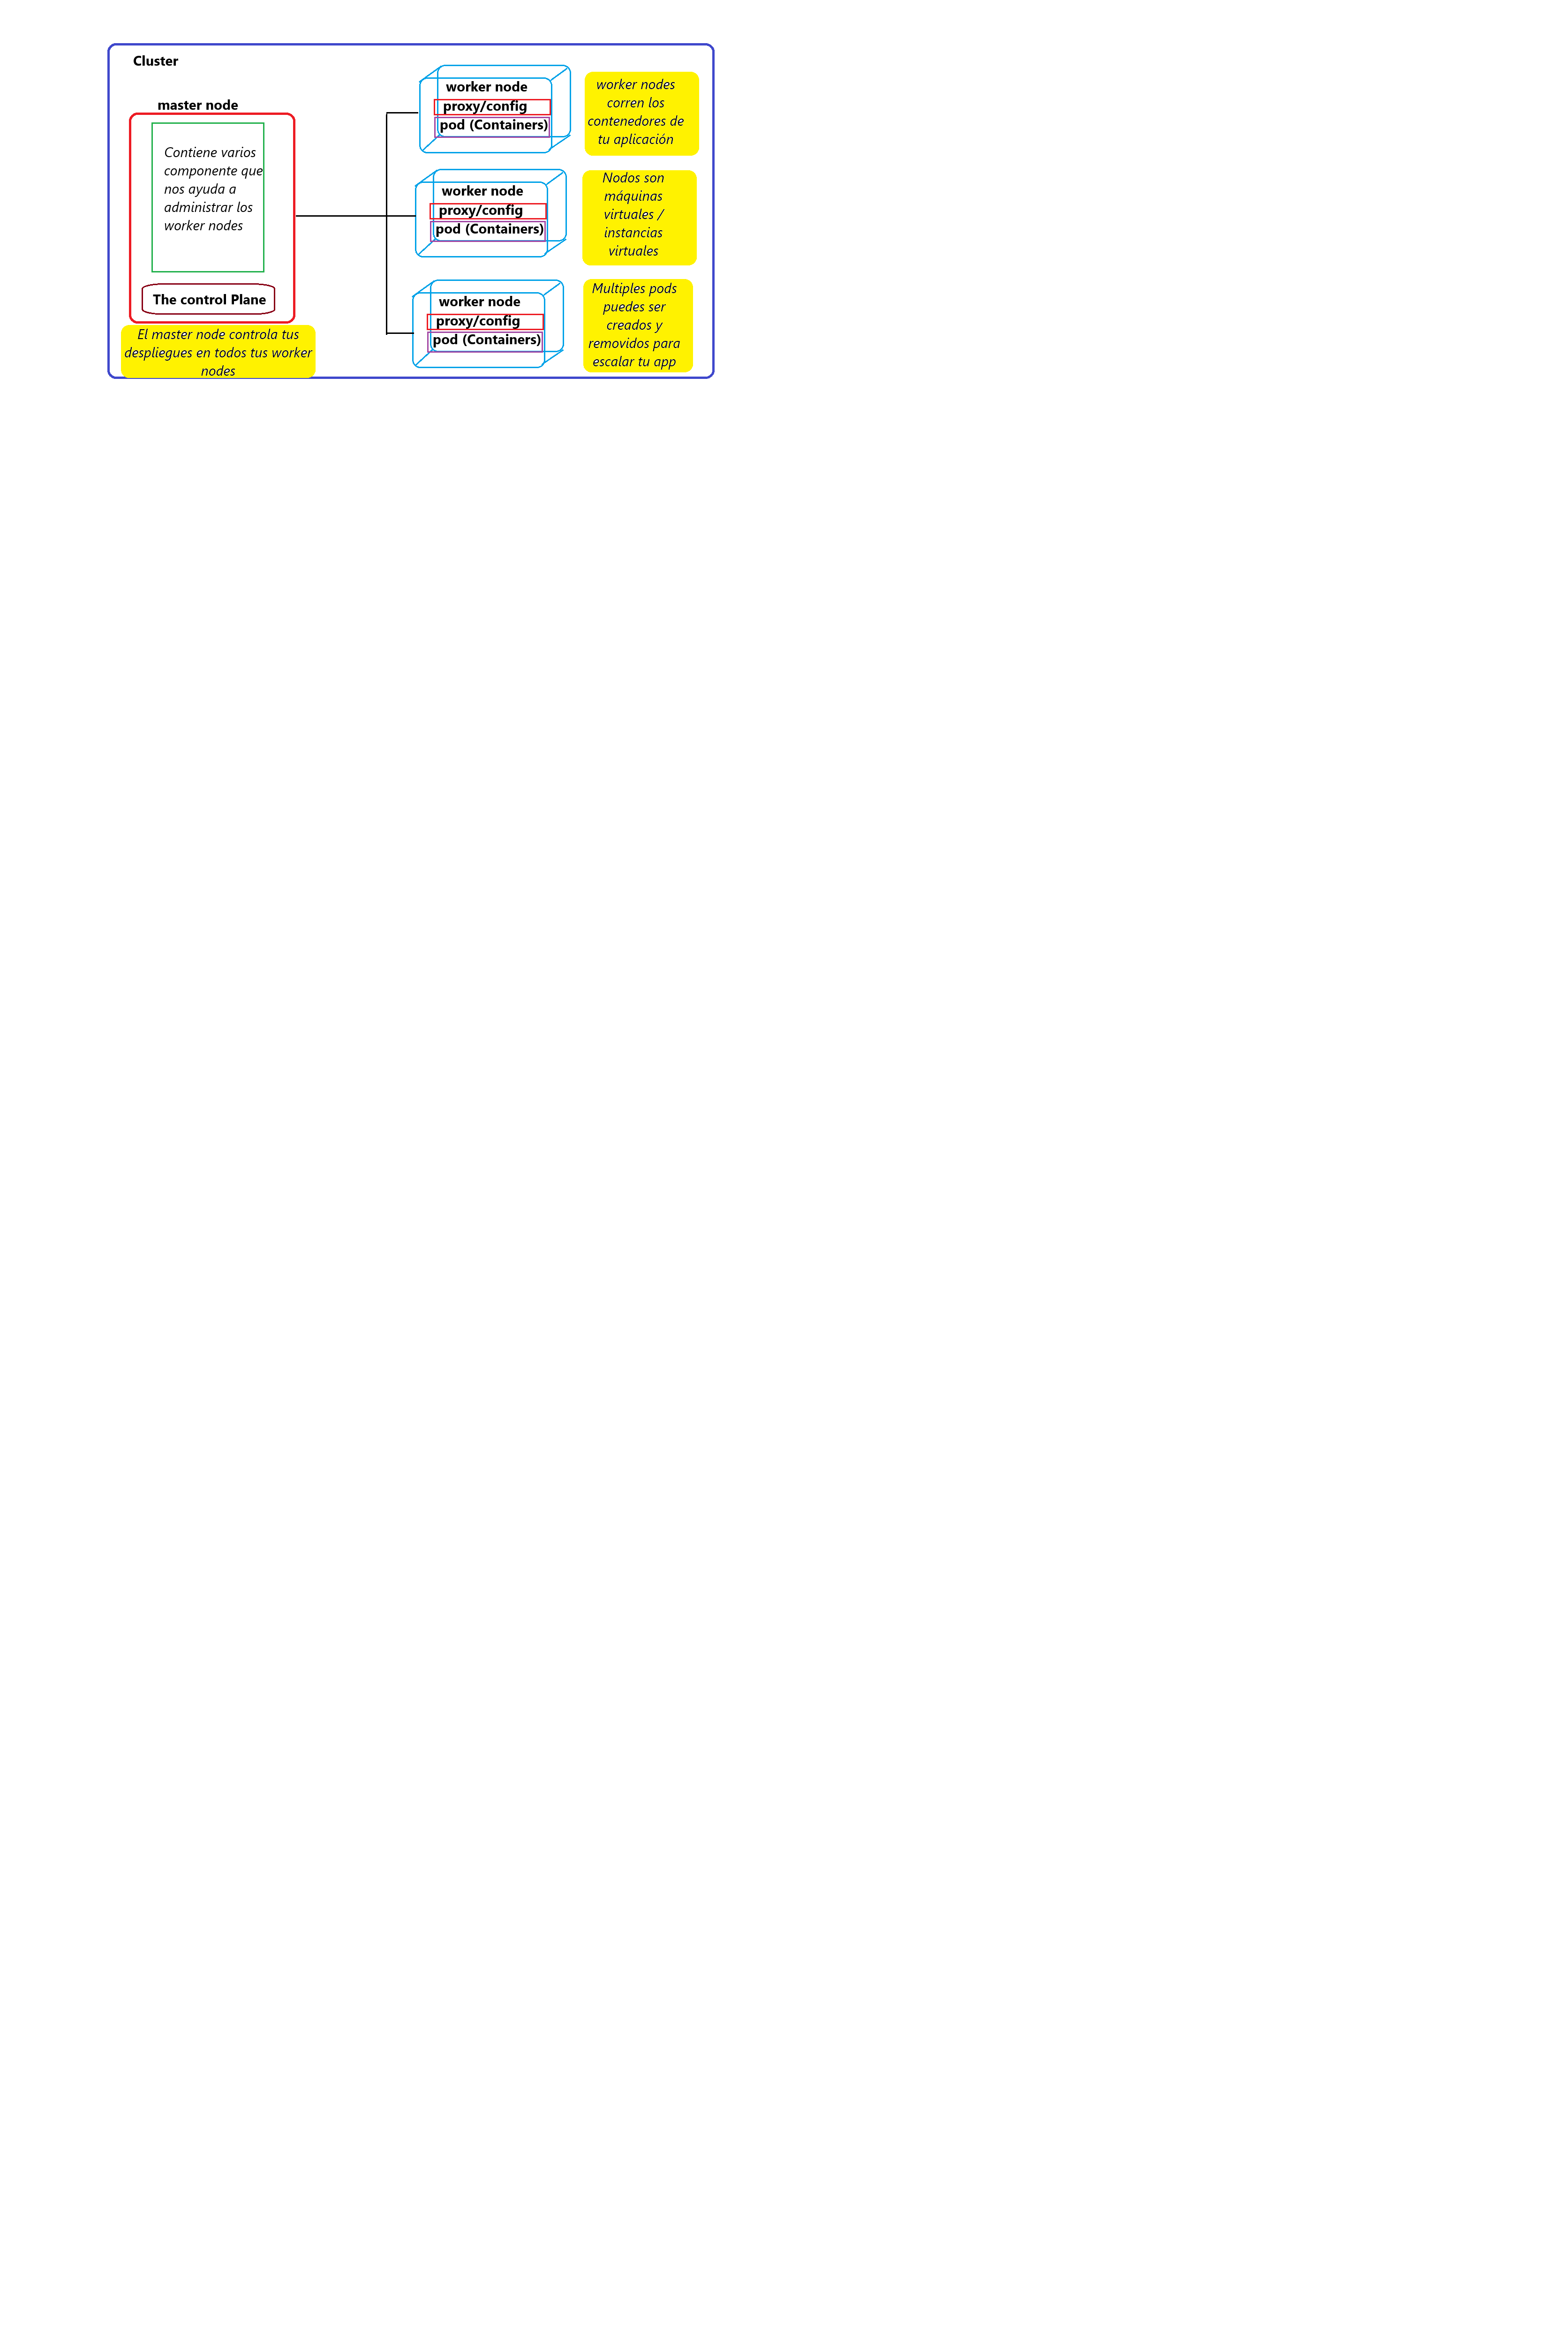 Cluster
master node
Contiene varios
componente que
nos ayuda a
administrar los
worker nodes
The control Plane
El master node controla tus
despliegues en todos tus worker
nodes
worker node
proxy/config
pod (Containers)
worker nodes
corren los
contenedores de
tu aplicación
worker node
proxy/config
pod (Containers)
Nodos son
máquinas
virtuales /
instancias
virtuales
worker node
proxy/config
pod (Containers)
Multiples pods
puedes ser
creados y
removidos para
escalar tu app